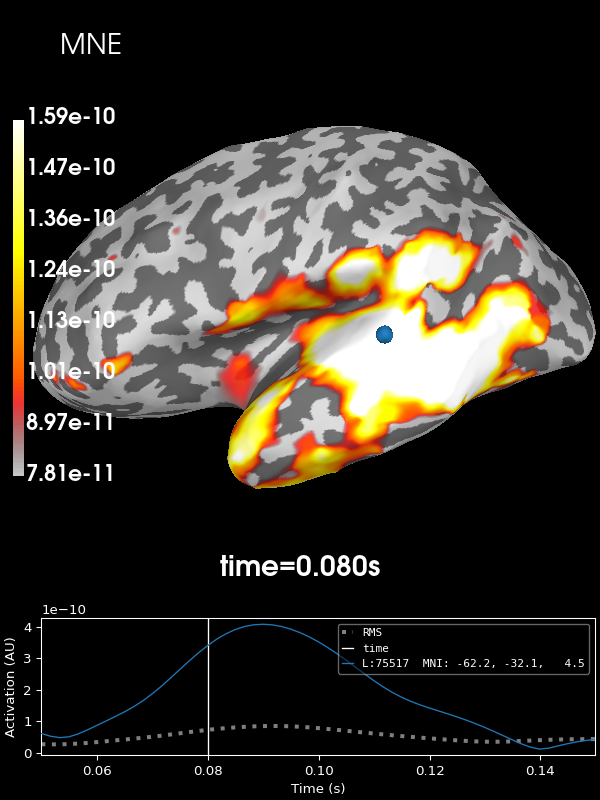 MNE
1.59e-10
1.47e-10
1.36e-10
1.24e-10
1.13e-10
1.01e-10
8.97e-11
7.81e-11
time=0.080s
1e−10
4
3
2
1
0
Activation (AU)
RMS
time
L:75517 MNI: -62.2, -32.1, 4.5
0.06 0.08 0.10 0.12 0.14
Time (s)